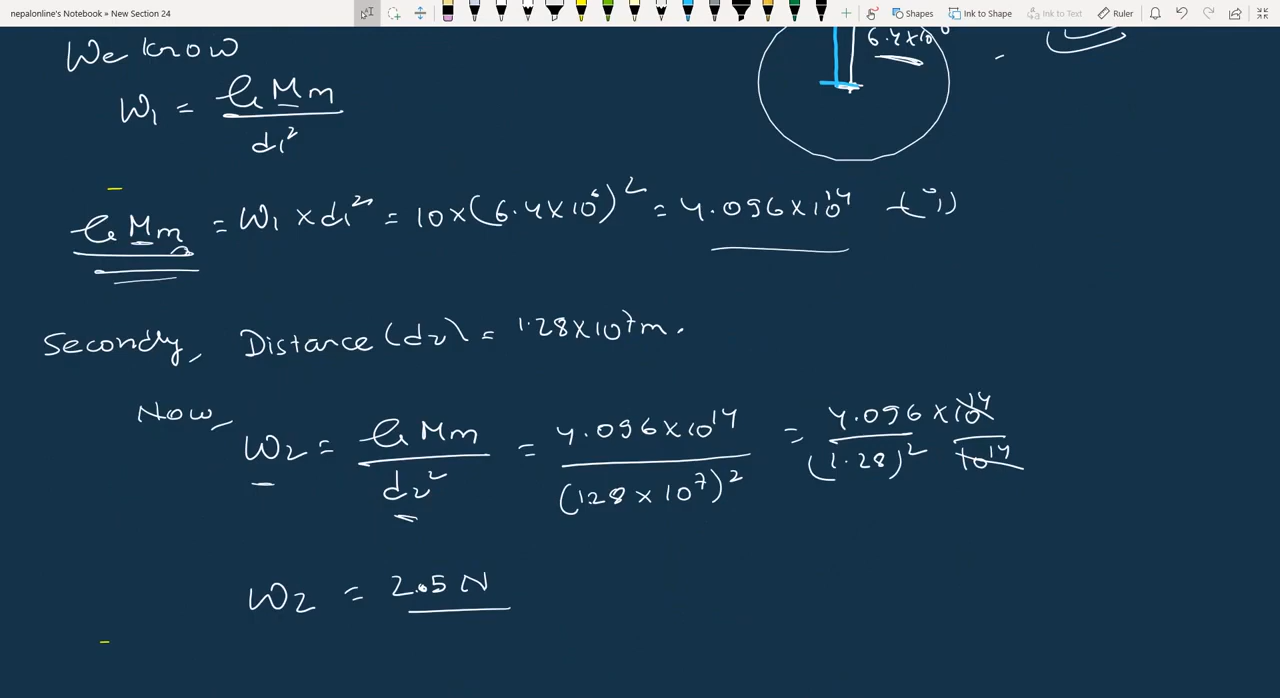 nepalonline's Notebook » New Section 24
Shapes Ink to Shape Ink to Text Ruler
We know
W₁ = GMm / d₁²
6.4×10⁶
GMm = W₁ × d₁² = 10×(6.4×10⁶)² = 4.096×10¹⁴ –(i)
Secondly, Distance (d₂) = 1.28×10⁷m.
Now,
W₂ = GMm / d₂² = 4.096×10¹⁴ / (1.28×10⁷)² = 4.096×10¹⁴ / (1.28)² 10¹⁴
W₂ = 2.5 N